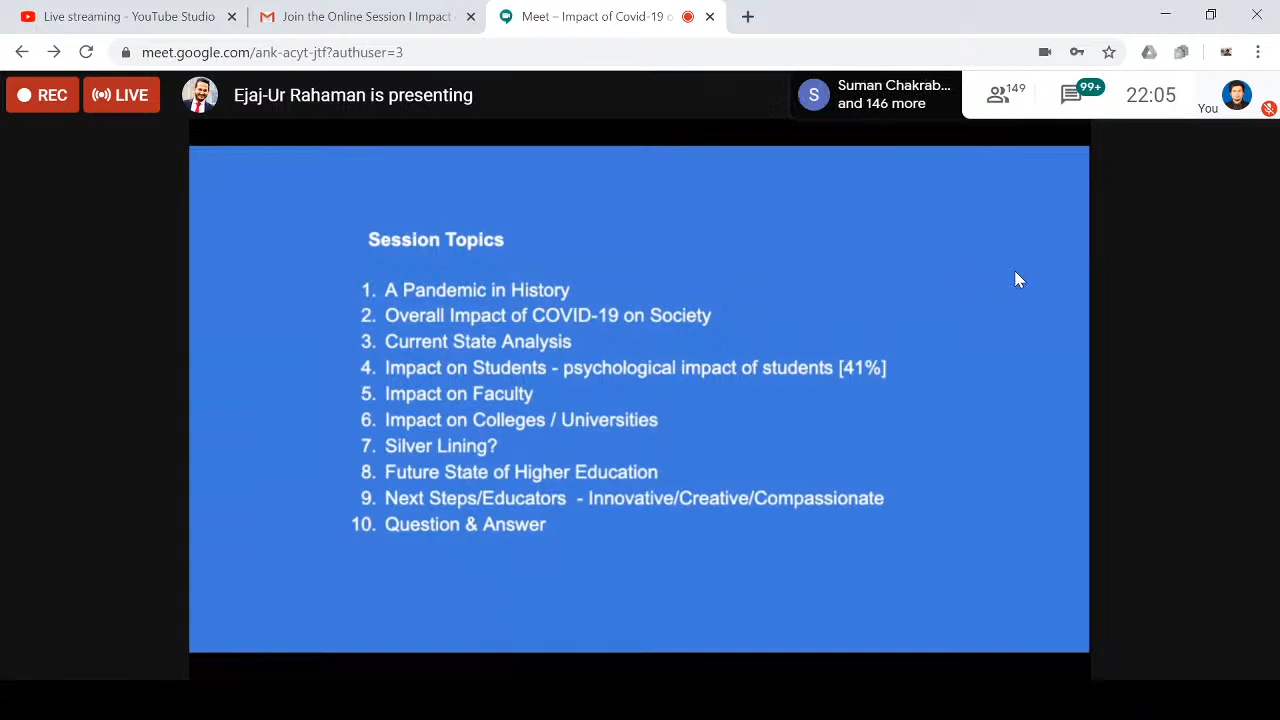 Live streaming - YouTube Studio
Join the Online Session I Impact
Meet – Impact of Covid-19 o
meet.google.com/ank-acyt-jtf?authuser=3
REC
LIVE
Ejaj-Ur Rahaman is presenting
S
Suman Chakrab...
and 146 more
149
99+
22:05
You
Session Topics
1. A Pandemic in History
2. Overall Impact of COVID-19 on Society
3. Current State Analysis
4. Impact on Students - psychological impact of students [41%]
5. Impact on Faculty
6. Impact on Colleges / Universities
7. Silver Lining?
8. Future State of Higher Education
9. Next Steps/Educators - Innovative/Creative/Compassionate
10. Question & Answer